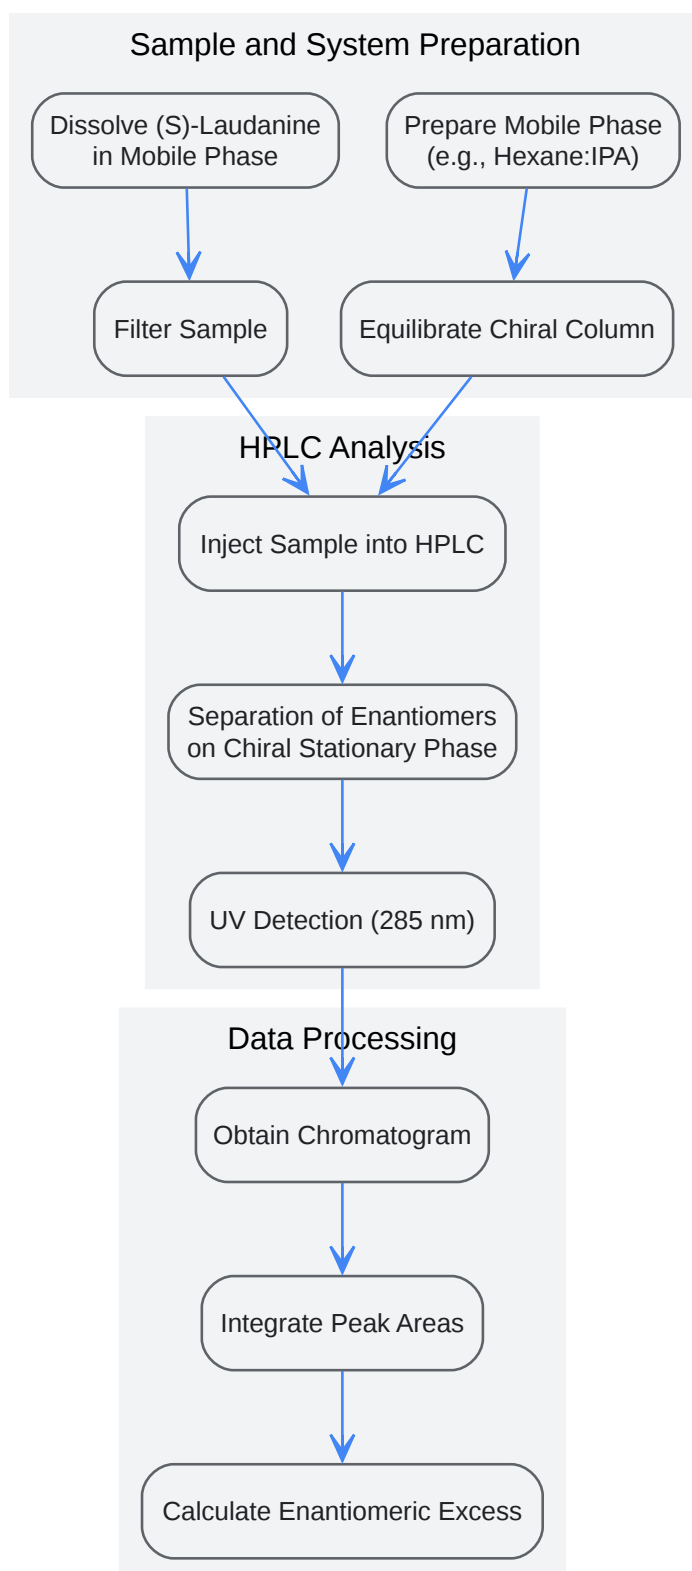 Sample and System Preparation
Dissolve (S)-Laudanine
in Mobile Phase
Prepare Mobile Phase
(e.g., Hexane:IPA)
Filter Sample
Equilibrate Chiral Column
HPLC Analysis
Inject Sample into HPLC
Separation of Enantiomers
on Chiral Stationary Phase
UV Detection (285 nm)
Data Processing
Obtain Chromatogram
Integrate Peak Areas
Calculate Enantiomeric Excess